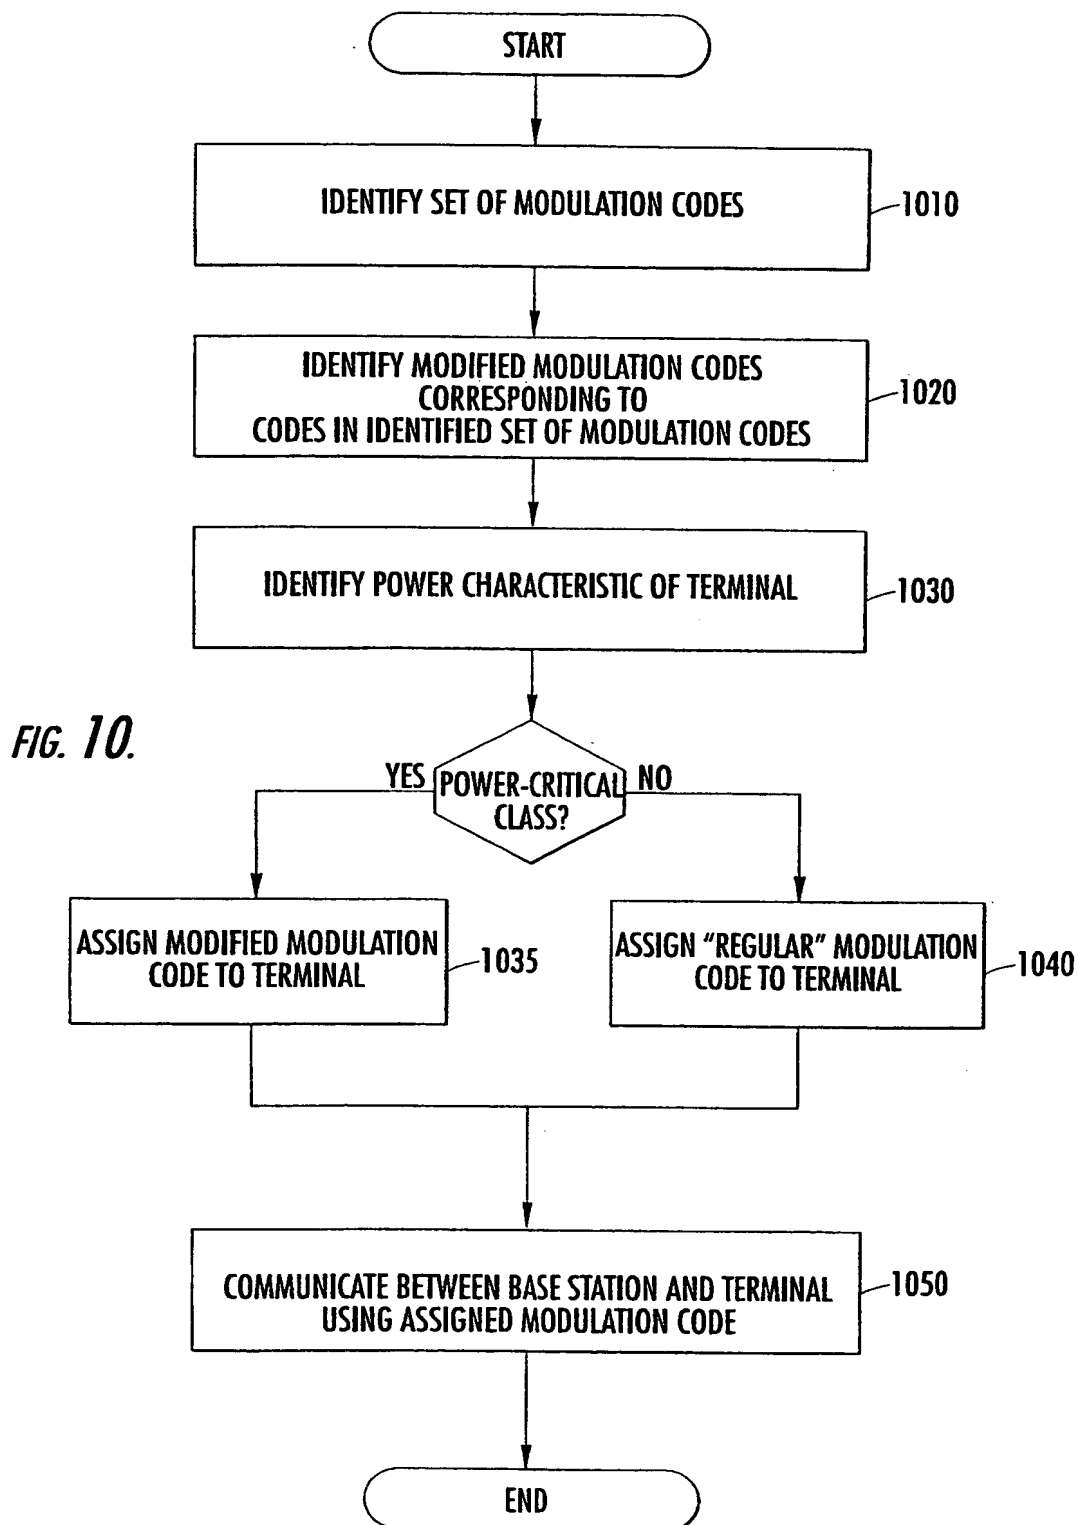 START
IDENTIFY SET OF MODULATION CODES
1010
IDENTIFY MODIFIED MODULATION CODES
CORRESPONDING TO
CODES IN IDENTIFIED SET OF MODULATION CODES
1020
IDENTIFY POWER CHARACTERISTIC OF TERMINAL
1030
FIG. 10.
YES
POWER-CRITICAL
CLASS?
NO
ASSIGN MODIFIED MODULATION
CODE TO TERMINAL
1035
ASSIGN "REGULAR" MODULATION
CODE TO TERMINAL
1040
COMMUNICATE BETWEEN BASE STATION AND TERMINAL
USING ASSIGNED MODULATION CODE
1050
END